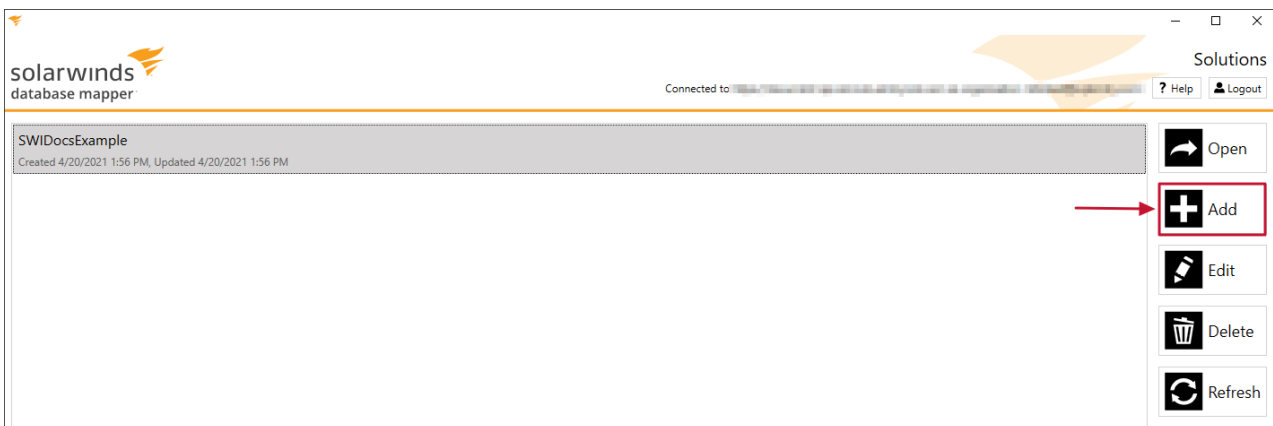 Solutions
solarwinds
database mapper
Connected to
? Help
Logout
SWIDocsExample
Created 4/20/2021 1:56 PM, Updated 4/20/2021 1:56 PM
Open
Add
Edit
Delete
Refresh